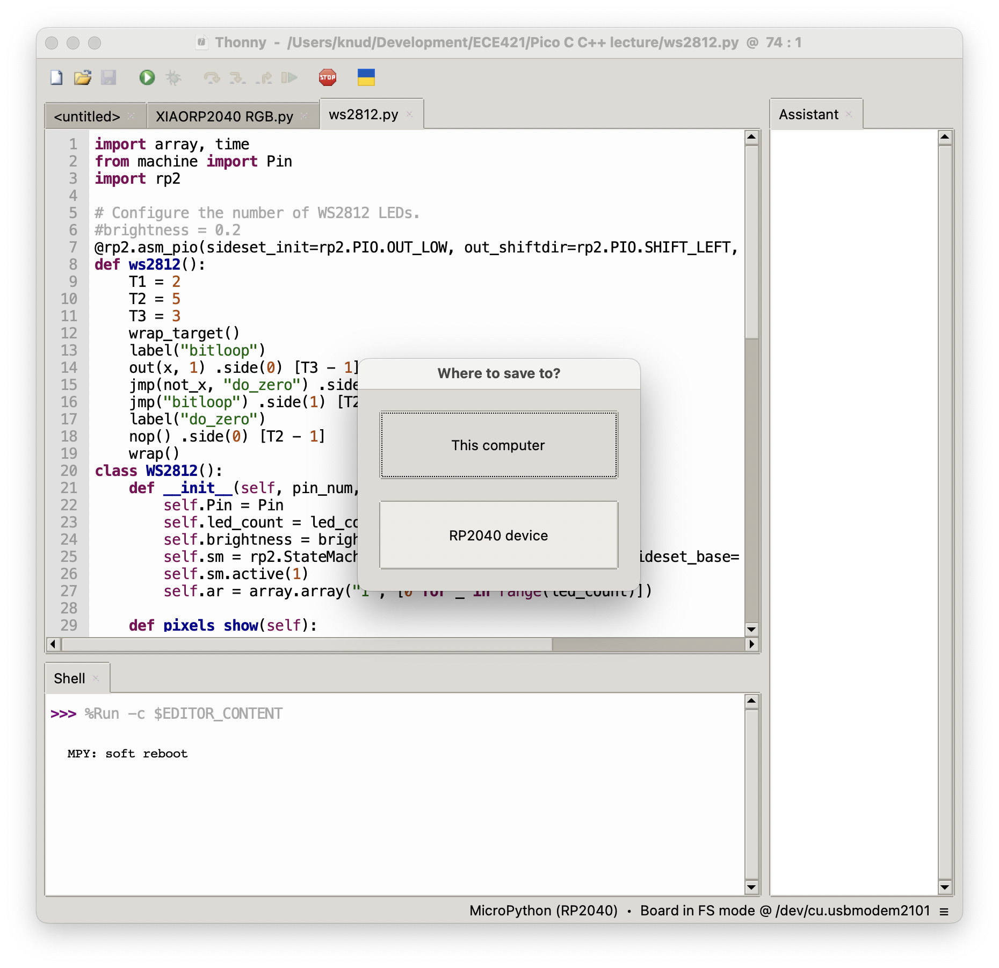 Thonny - /Users/knud/Development/ECE421/Pico C C++ lecture/ws2812.py @ 74 : 1
STOP
<untitled>
XIAORP2040 RGB.py
ws2812.py
Assistant
1 import array, time
2 from machine import Pin
3 import rp2
4
5 # Configure the number of WS2812 LEDs.
6 #brightness = 0.2
7 @rp2.asm_pio(sideset_init=rp2.PIO.OUT_LOW, out_shiftdir=rp2.PIO.SHIFT_LEFT,
8 def ws2812():
9 T1 = 2
10 T2 = 5
11 T3 = 3
12 wrap_target()
13 label("bitloop")
14 out(x, 1) .side(0) [T3 - 1]
15 jmp(not_x, "do_zero") .side
16 jmp("bitloop") .side(1) [T2
17 label("do_zero")
18 nop() .side(0) [T2 - 1]
19 wrap()
20 class WS2812():
21 def __init__(self, pin_num,
22 self.Pin = Pin
23 self.led_count = led_co
24 self.brightness = brigh
25 self.sm = rp2.StateMach ideset_base=
26 self.sm.active(1)
27 self.ar = array.array("I", [0 for _ in range(led_count)])
28
29 def pixels_show(self):
Where to save to?
This computer
RP2040 device
Shell
>>> %Run -c $EDITOR_CONTENT
MPY: soft reboot
MicroPython (RP2040) • Board in FS mode @ /dev/cu.usbmodem2101 ≡